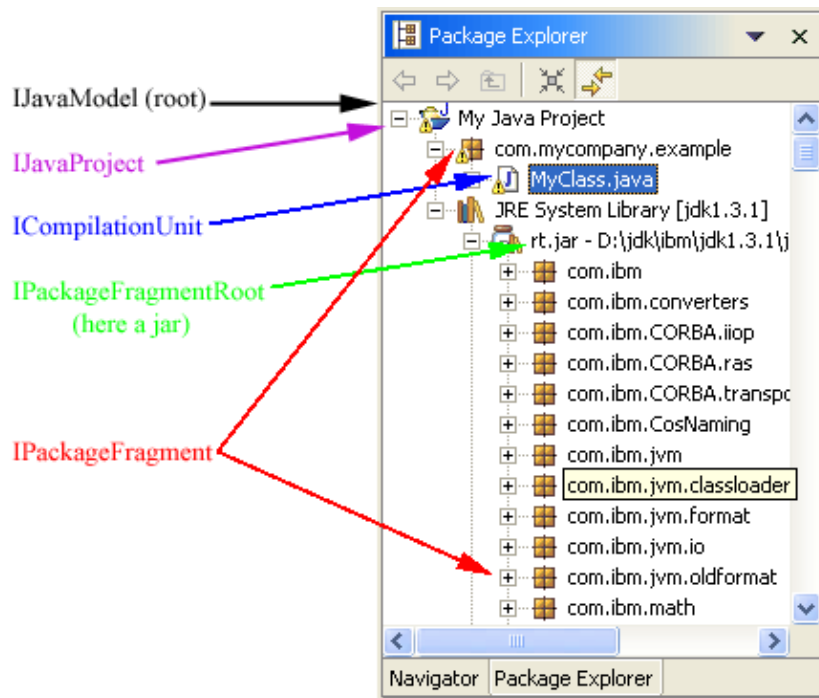 Package Explorer
IJavaModel (root)
IJavaProject
ICompilationUnit
IPackageFragmentRoot
(here a jar)
IPackageFragment
My Java Project
com.mycompany.example
MyClass.java
JRE System Library [jdk1.3.1]
rt.jar - D:\jdk\ibm\jdk1.3.1\j
com.ibm
com.ibm.converters
com.ibm.CORBA.iiop
com.ibm.CORBA.ras
com.ibm.CORBA.transpo
com.ibm.CosNaming
com.ibm.jvm
com.ibm.jvm.classloader
com.ibm.jvm.format
com.ibm.jvm.io
com.ibm.jvm.oldformat
com.ibm.math
Navigator
Package Explorer